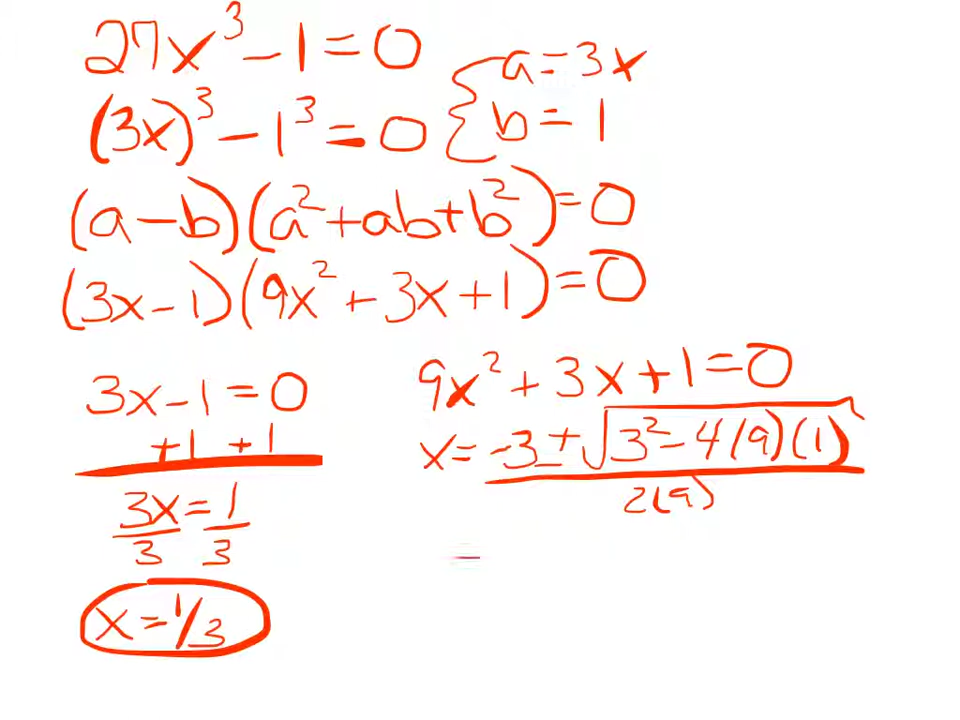 27x³ - 1 = 0
a = 3x
(3x)³ - 1³ = 0
b = 1
(a - b)(a² + ab + b²) = 0
(3x - 1)(9x² + 3x + 1) = 0
3x - 1 = 0
+1 +1
3x = 1
3 3
x = 1/3
9x² + 3x + 1 = 0
x = -3 ± √3² - 4(9)(1)
2(9)
=